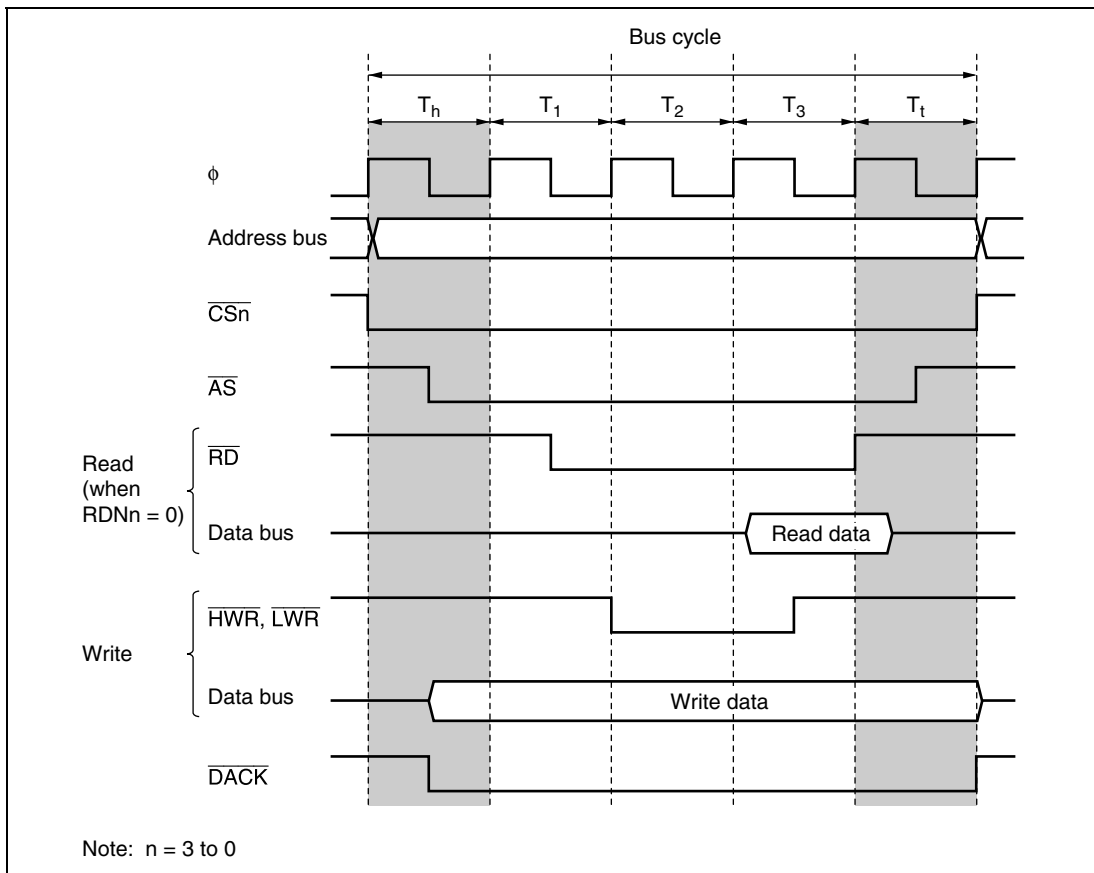 Bus cycle
Th T1 T2 T3 Tt
φ
Address bus
CSn
AS
Read
(when
RDNn = 0)
RD
Data bus
Read data
Write
HWR, LWR
Data bus
Write data
DACK
Note: n = 3 to 0